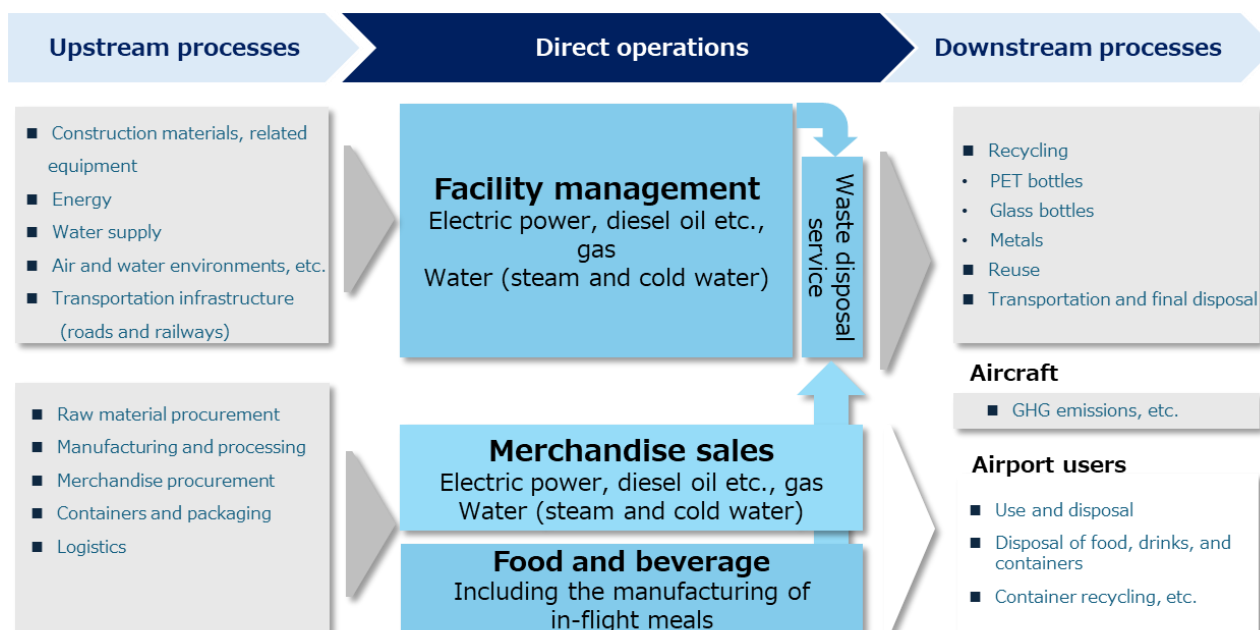 Upstream processes
Direct operations
Downstream processes
■ Construction materials, related
equipment
■ Energy
■ Water supply
■ Air and water environments, etc.
■ Transportation infrastructure
(roads and railways)
Facility management
Electric power, diesel oil etc.,
gas
Water (steam and cold water)
Waste disposal
service
■ Recycling
• PET bottles
• Glass bottles
• Metals
■ Reuse
■ Transportation and final disposal
Aircraft
■ GHG emissions, etc.
■ Raw material procurement
■ Manufacturing and processing
■ Merchandise procurement
■ Containers and packaging
■ Logistics
Merchandise sales
Electric power, diesel oil etc., gas
Water (steam and cold water)
Food and beverage
Including the manufacturing of
in-flight meals
Airport users
■ Use and disposal
■ Disposal of food, drinks, and
containers
■ Container recycling, etc.